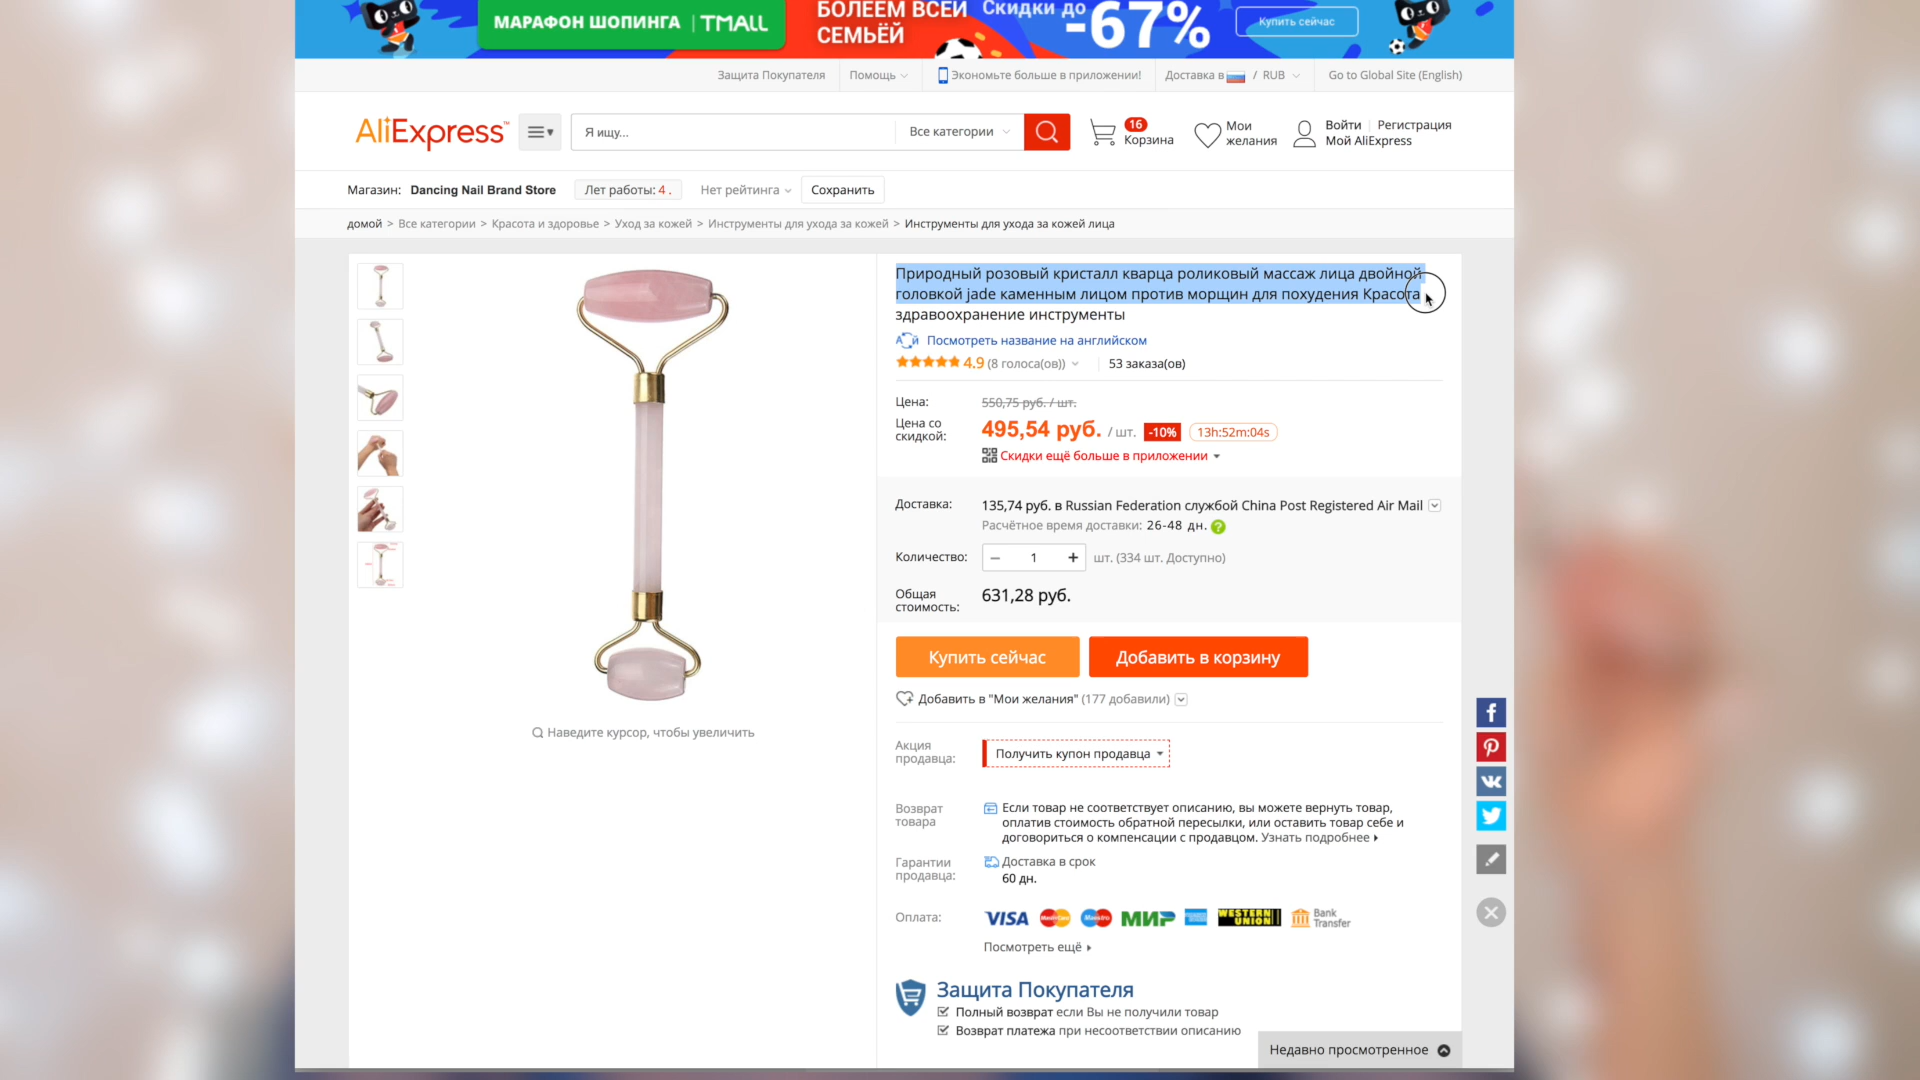 МАРАФОН ШОПИНГА | TMALL
БОЛЕЕМ ВСЕЙ
СЕМЬЁЙ
Скидки до
-67%
Купить сейчас
Защита Покупателя
Помощь
Экономьте больше в приложении!
Доставка в / RUB
Go to Global Site (English)
AliExpress™
Я ищу...
Все категории
16
Корзина
Мои
желания
Войти | Регистрация
Мой AliExpress
Магазин: Dancing Nail Brand Store
Лет работы: 4 .
Нет рейтинга
Сохранить
домой > Все категории > Красота и здоровье > Уход за кожей > Инструменты для ухода за кожей > Инструменты для ухода за кожей лица
Природный розовый кристалл кварца роликовый массаж лица двойной
головкой jade каменным лицом против морщин для похудения Красота
здравоохранение инструменты
Посмотреть название на английском
4.9 (8 голоса(ов))
53 заказа(ов)
Цена:
550,75 руб. / шт.
Цена со
скидкой:
495,54 руб. / шт. -10% 13h:52m:04s
Скидки ещё больше в приложении
Доставка:
135,74 руб. в Russian Federation службой China Post Registered Air Mail
Расчётное время доставки: 26-48 дн.
Количество:
1
шт. (334 шт. Доступно)
Общая
стоимость:
631,28 руб.
Купить сейчас
Добавить в корзину
Добавить в "Мои желания" (177 добавили)
Наведите курсор, чтобы увеличить
Акция
продавца:
Получить купон продавца
Возврат
товара
Если товар не соответствует описанию, вы можете вернуть товар,
оплатив стоимость обратной пересылки, или оставить товар себе и
договориться о компенсации с продавцом. Узнать подробнее
Гарантии
продавца:
Доставка в срок
60 дн.
Оплата:
VISA
MasterCard
Maestro
МИР
WESTERN
UNION
Bank
Transfer
Посмотреть ещё
Защита Покупателя
Полный возврат если Вы не получили товар
Возврат платежа при несоответствии описанию
Недавно просмотренное